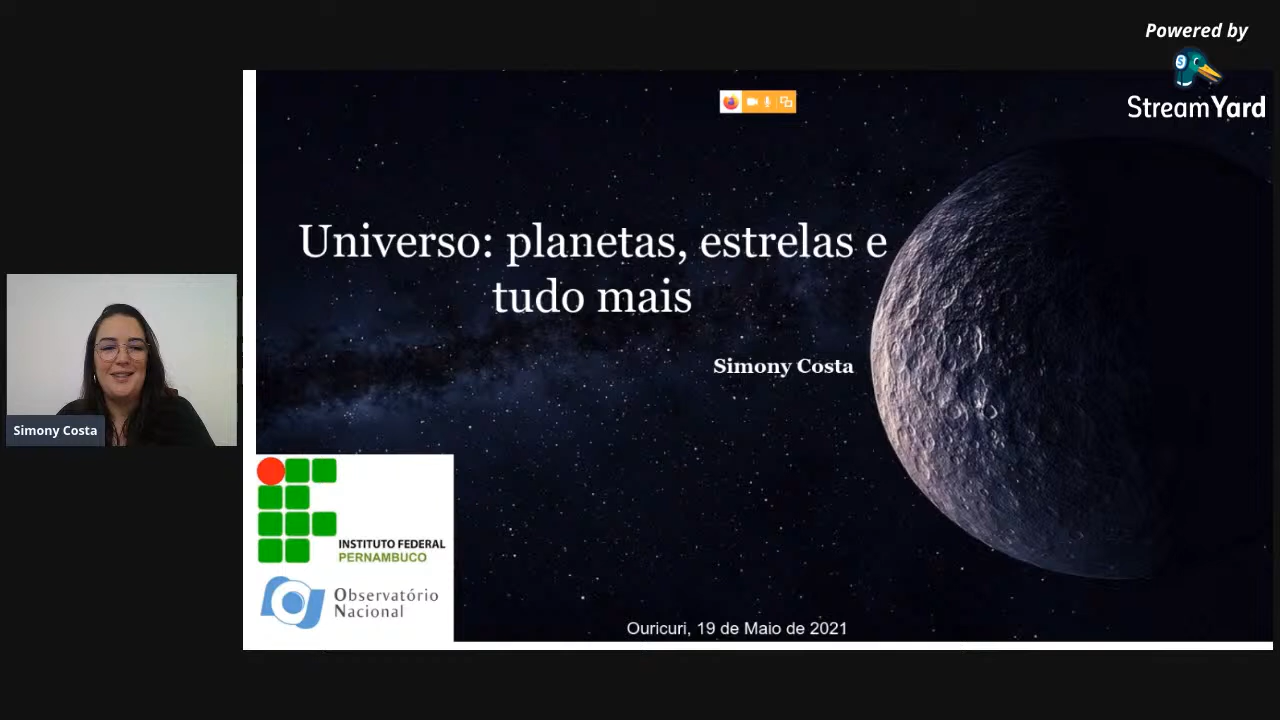 Powered by
StreamYard
Universo: planetas, estrelas e
tudo mais
Simony Costa
Simony Costa
INSTITUTO FEDERAL
PERNAMBUCO
Observatório
Nacional
Ouricuri, 19 de Maio de 2021